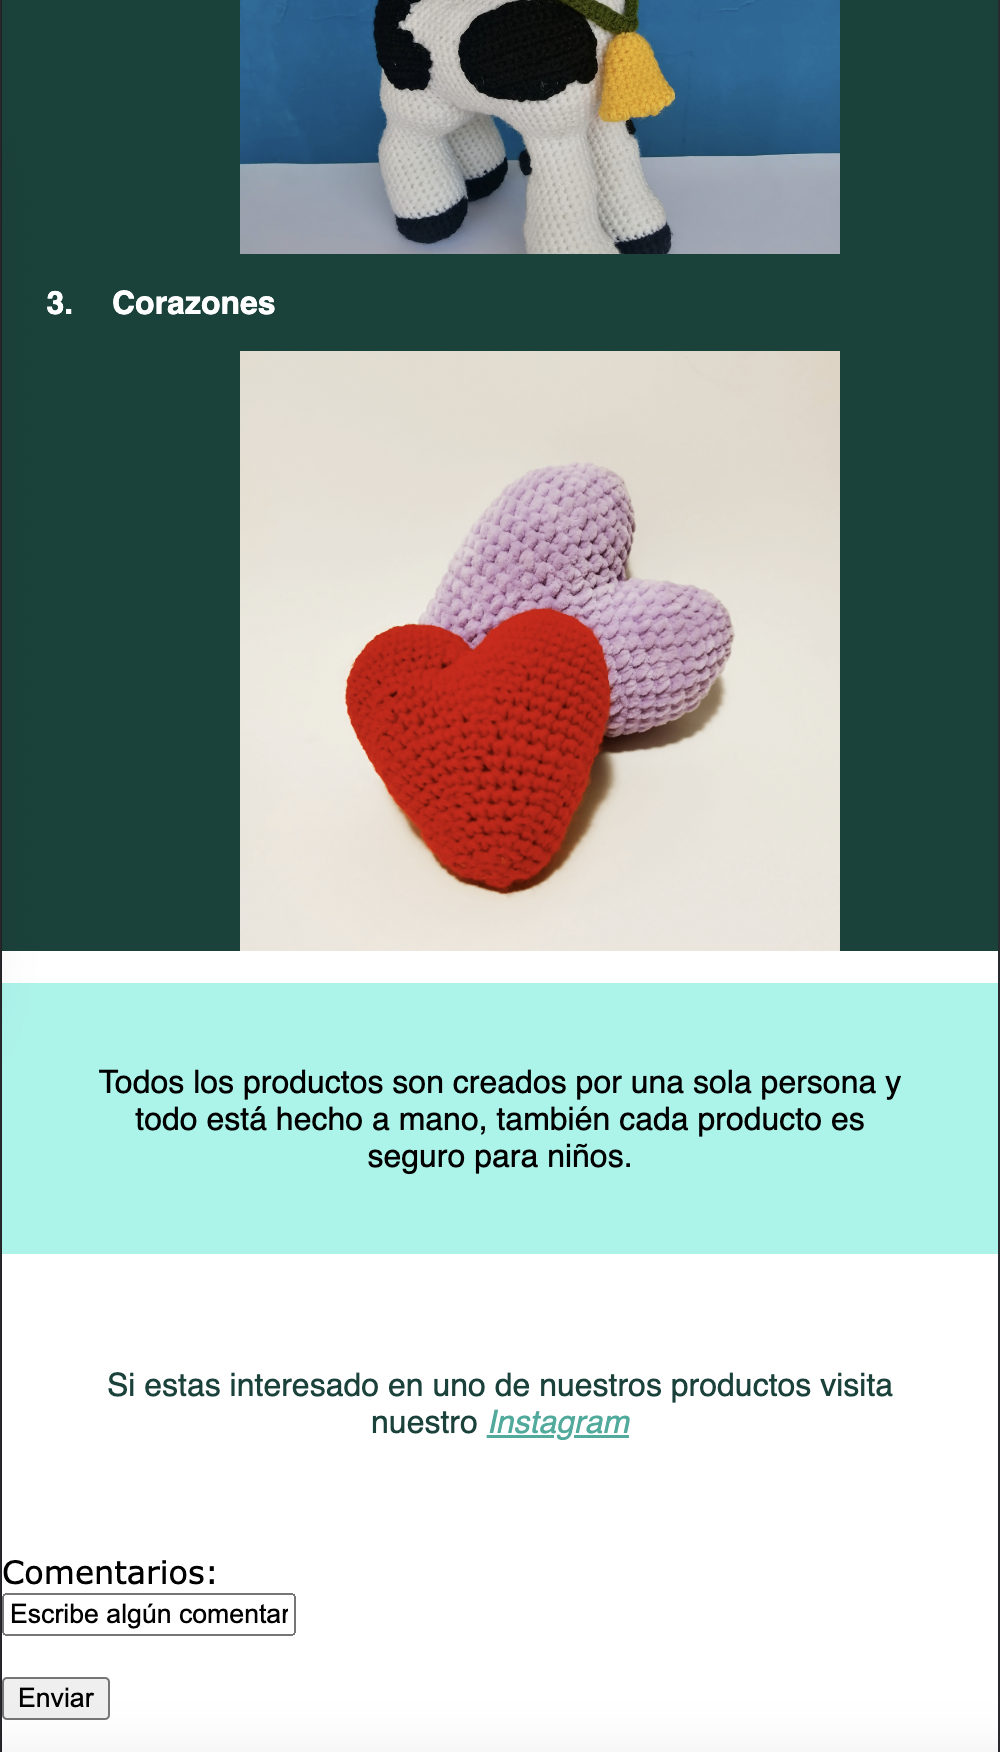 3. Corazones
Todos los productos son creados por una sola persona y
todo está hecho a mano, también cada producto es
seguro para niños.
Si estas interesado en uno de nuestros productos visita
nuestro Instagram
Comentarios:
Escribe algún comentar
Enviar